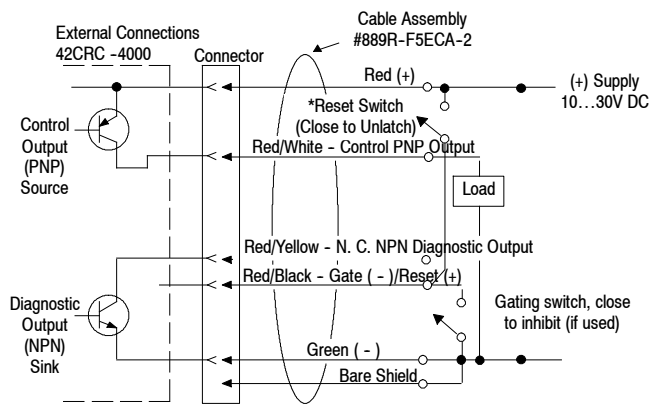 Cable Assembly
#889R-F5ECA-2
External Connections
42CRC -4000
Connector
Red (+)
(+) Supply
10...30V DC
*Reset Switch
(Close to Unlatch)
Control
Output
(PNP)
Source
Red/White - Control PNP Output
Load
Red/Yellow - N. C. NPN Diagnostic Output
Red/Black - Gate ( - )/Reset (+)
Diagnostic
Output
(NPN)
Sink
Gating switch, close
to inhibit (if used)
Green ( - )
Bare Shield